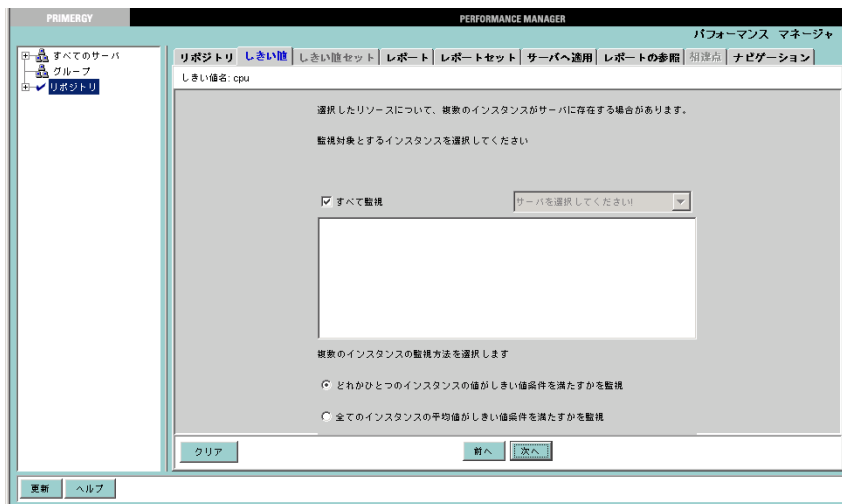 PRIMERGY
PERFORMANCE MANAGER
パフォーマンス マネージャ
すべてのサーバ
グループ
リポジトリ
リポジトリ しきい値 しきい値セット レポート レポートセット サーバへ適用 レポートの参照 相違点 ナビゲーション
しきい値名: cpu
選択したリソースについて、複数のインスタンスがサーバに存在する場合があります。
監視対象とするインスタンスを選択してください
すべて監視
サーバを選択してください!
複数のインスタンスの監視方法を選択します
どれかひとつのインスタンスの値がしきい値条件を満たすかを監視
全てのインスタンスの平均値がしきい値条件を満たすかを監視
クリア 前へ 次へ
更新 ヘルプ